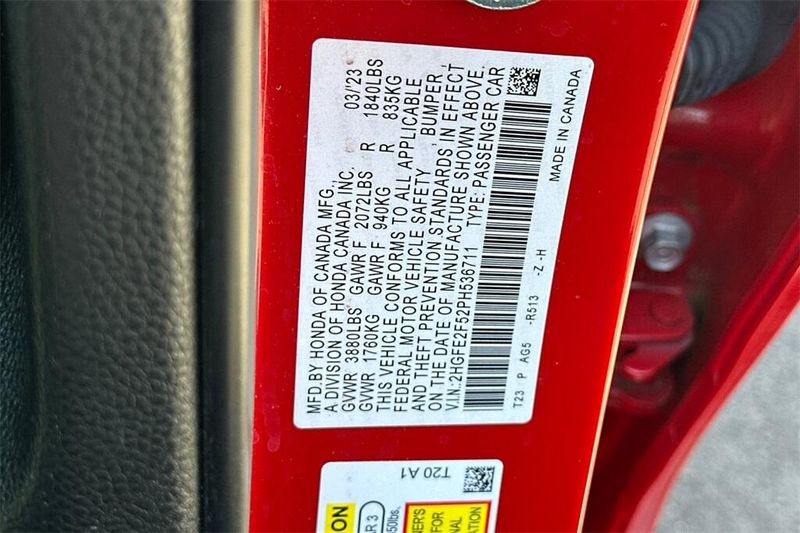 MFD.BY HONDA OF CANADA MFG.,
A DIVISION OF HONDA CANADA INC. 03/'23
GVWR 3880LBS GAWR F 2072LBS R 1840LBS
GVWR 1760KG GAWR F 940KG R 835KG
THIS VEHICLE CONFORMS TO ALL APPLICABLE
FEDERAL MOTOR VEHICLE SAFETY, BUMPER,
AND THEFT PREVENTION STANDARDS, IN EFFECT
ON THE DATE OF MANUFACTURE SHOWN ABOVE.
V.I.N.:2HGFE2F52PH536711 TYPE: PASSENGER CAR
T23 P AG5 -R513 -Z -H
MADE IN CANADA
T20 A1